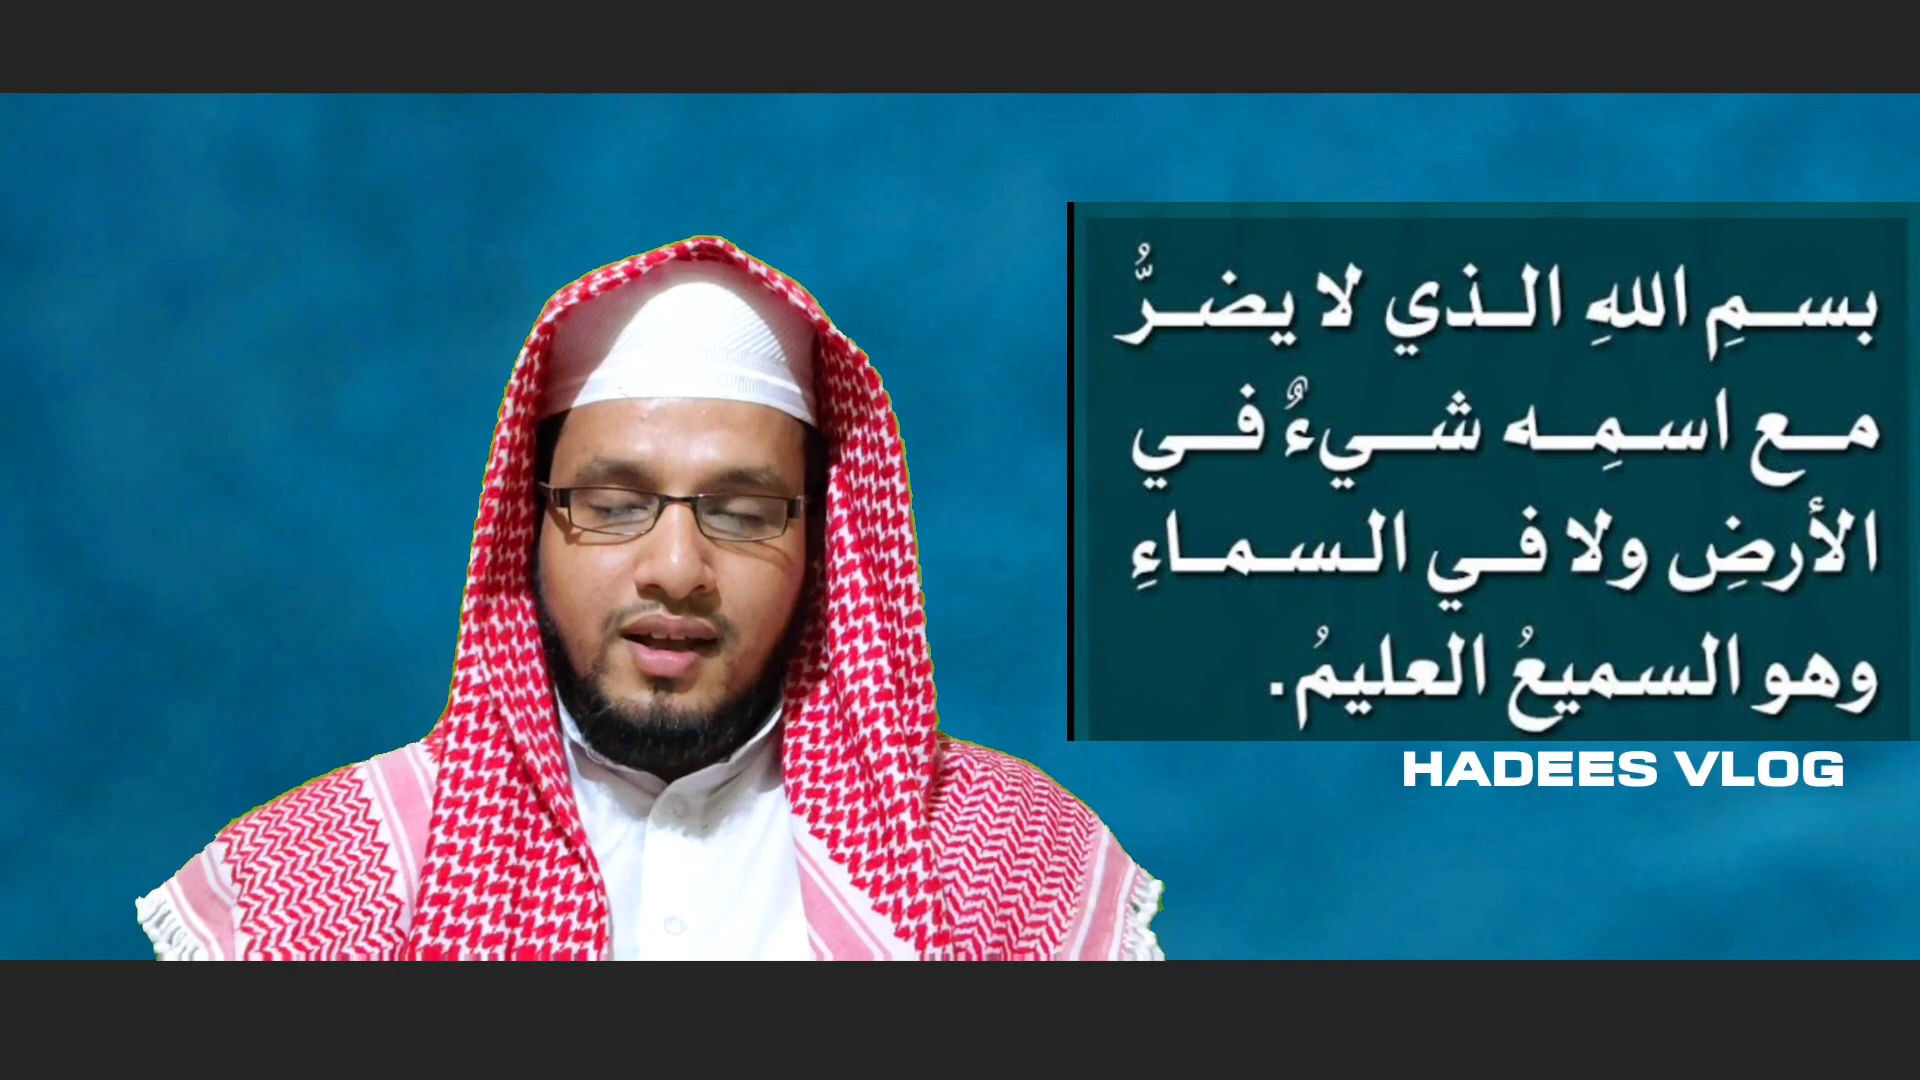 بسمِ اللهِ الذي لا يضرُّ
مع اسمِه شيءٌ في
الأرضِ ولا في السماءِ
وهو السميعُ العليمُ.
HADEES VLOG